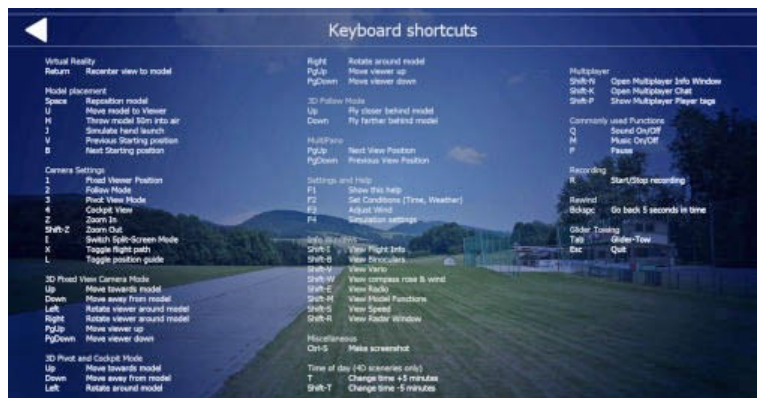 Keyboard shortcuts
Virtual Reality
Return Recenter view to model
Model placement
Space Reposition model
U Move model to Viewer
H Throw model 50m into air
J Simulate hand launch
V Previous Starting position
B Next Starting position
Camera Settings
1 Fixed Viewer Position
2 Follow Mode
3 Pivot View Mode
4 Cockpit View
Z Zoom In
Shift-Z Zoom Out
I Switch Split-Screen Mode
X Toggle flight path
L Toggle position guide
3D Fixed View Camera Mode
Up Move towards model
Down Move away from model
Left Rotate viewer around model
Right Rotate viewer around model
PgUp Move viewer up
PgDown Move viewer down
3D Pivot and Cockpit Mode
Up Move towards model
Down Move away from model
Left Rotate around model
Right Rotate around model
PgUp Move viewer up
PgDown Move viewer down
3D Follow Mode
Up Fly closer behind model
Down Fly farther behind model
MultiPano
PgUp Next View Position
PgDown Previous View Position
Settings and Help
F1 Show this help
F2 Set Conditions (Time, Weather)
F3 Adjust Wind
F4 Simulation settings
Info Windows
Shift-I View Flight Info
Shift-B View Binoculars
Shift-V View Vario
Shift-W View compass rose & wind
Shift-E View Radio
Shift-M View Model Functions
Shift-S View Speed
Shift-R View Radar Window
Miscellaneous
Ctrl-S Make screenshot
Time of day (4D sceneries only)
T Change time +5 minutes
Shift-T Change time -5 minutes
Multiplayer
Shift-N Open Multiplayer Info Window
Shift-K Open Multiplayer Chat
Shift-P Show Multiplayer Player tags
Commonly used Functions
Q Sound On/Off
M Music On/Off
P Pause
Recording
R Start/Stop recording
Rewind
Bckspc Go back 5 seconds in time
Glider Towing
Tab Glider-Tow
Esc Quit